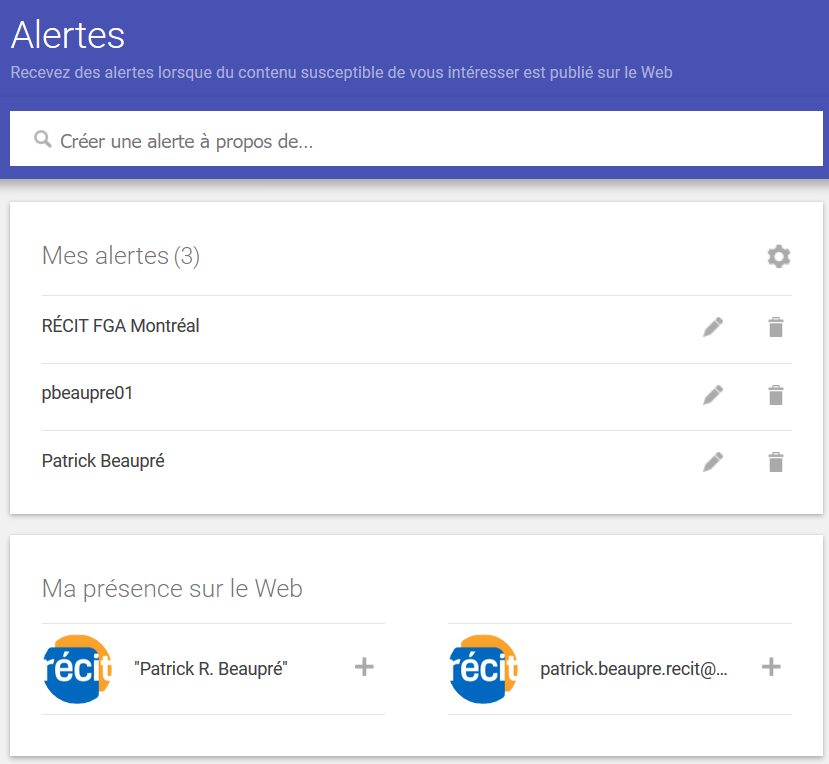 Alertes
Recevez des alertes lorsque du contenu susceptible de vous intéresser est publié sur le Web
Créer une alerte à propos de...
Mes alertes (3)
RÉCIT FGA Montréal
pbeaupre01
Patrick Beaupré
Ma présence sur le Web
récit "Patrick R. Beaupré"
récit patrick.beaupre.recit@...